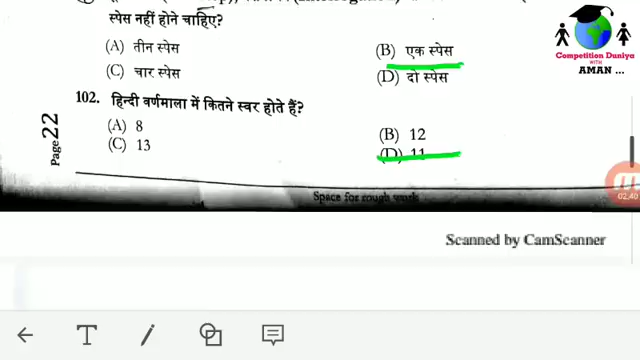 स्पेस नहीं होने चाहिए?
(A) तीन स्पेस
(B) एक स्पेस
(C) चार स्पेस
(D) दो स्पेस
102. हिन्दी वर्णमाला में कितने स्वर होते हैं?
(A) 8
(B) 12
(C) 13
(D) 11
Page 22
Space for rough work
Scanned by CamScanner
Competition Duniya
with
AMAN
02:40
T